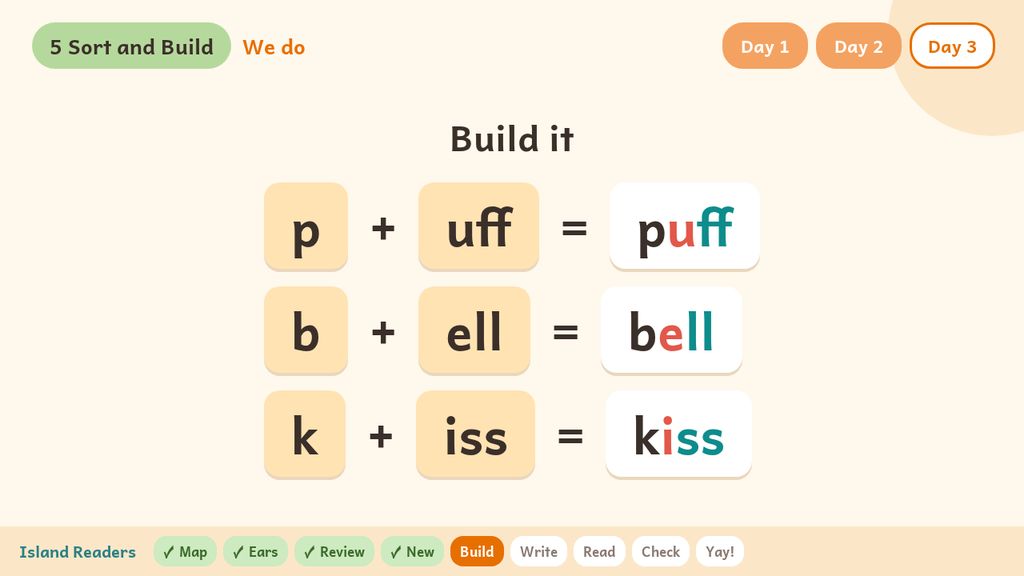 5 Sort and Build We do Day 1 Day 2 Day 3
Build it
p + uff = puff
b + ell = bell
k + iss = kiss
Island Readers ✓ Map ✓ Ears ✓ Review ✓ New Build Write Read Check Yay!